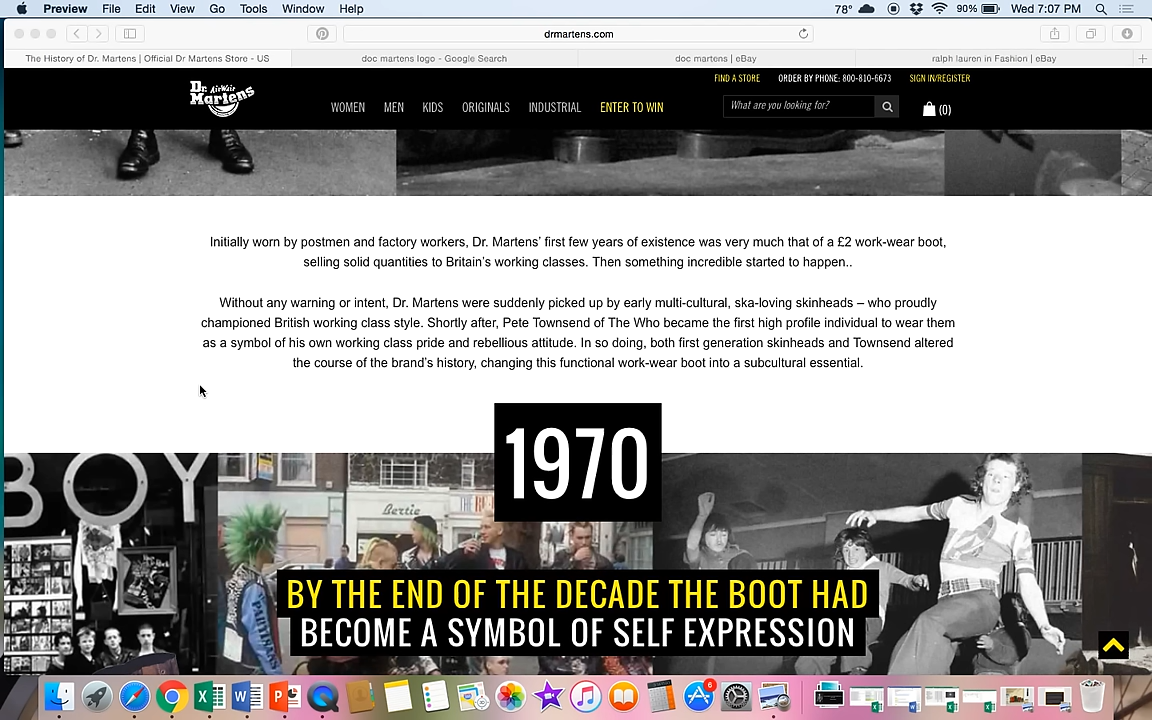 Preview File Edit View Go Tools Window Help 78° 90% Wed 7:07 PM
drmartens.com
The History of Dr. Martens | Official Dr Martens Store - US doc martens logo - Google Search doc martens | eBay ralph lauren in Fashion | eBay
FIND A STORE ORDER BY PHONE: 800-810-6673 SIGN IN/REGISTER
Dr. AirWair
Martens
WOMEN MEN KIDS ORIGINALS INDUSTRIAL ENTER TO WIN What are you looking for? (0)
Initially worn by postmen and factory workers, Dr. Martens’ first few years of existence was very much that of a £2 work-wear boot,
selling solid quantities to Britain’s working classes. Then something incredible started to happen..
Without any warning or intent, Dr. Martens were suddenly picked up by early multi-cultural, ska-loving skinheads – who proudly
championed British working class style. Shortly after, Pete Townsend of The Who became the first high profile individual to wear them
as a symbol of his own working class pride and rebellious attitude. In so doing, both first generation skinheads and Townsend altered
the course of the brand’s history, changing this functional work-wear boot into a subcultural essential.
1970
BOY
Bertie
BY THE END OF THE DECADE THE BOOT HAD
BECOME A SYMBOL OF SELF EXPRESSION
6